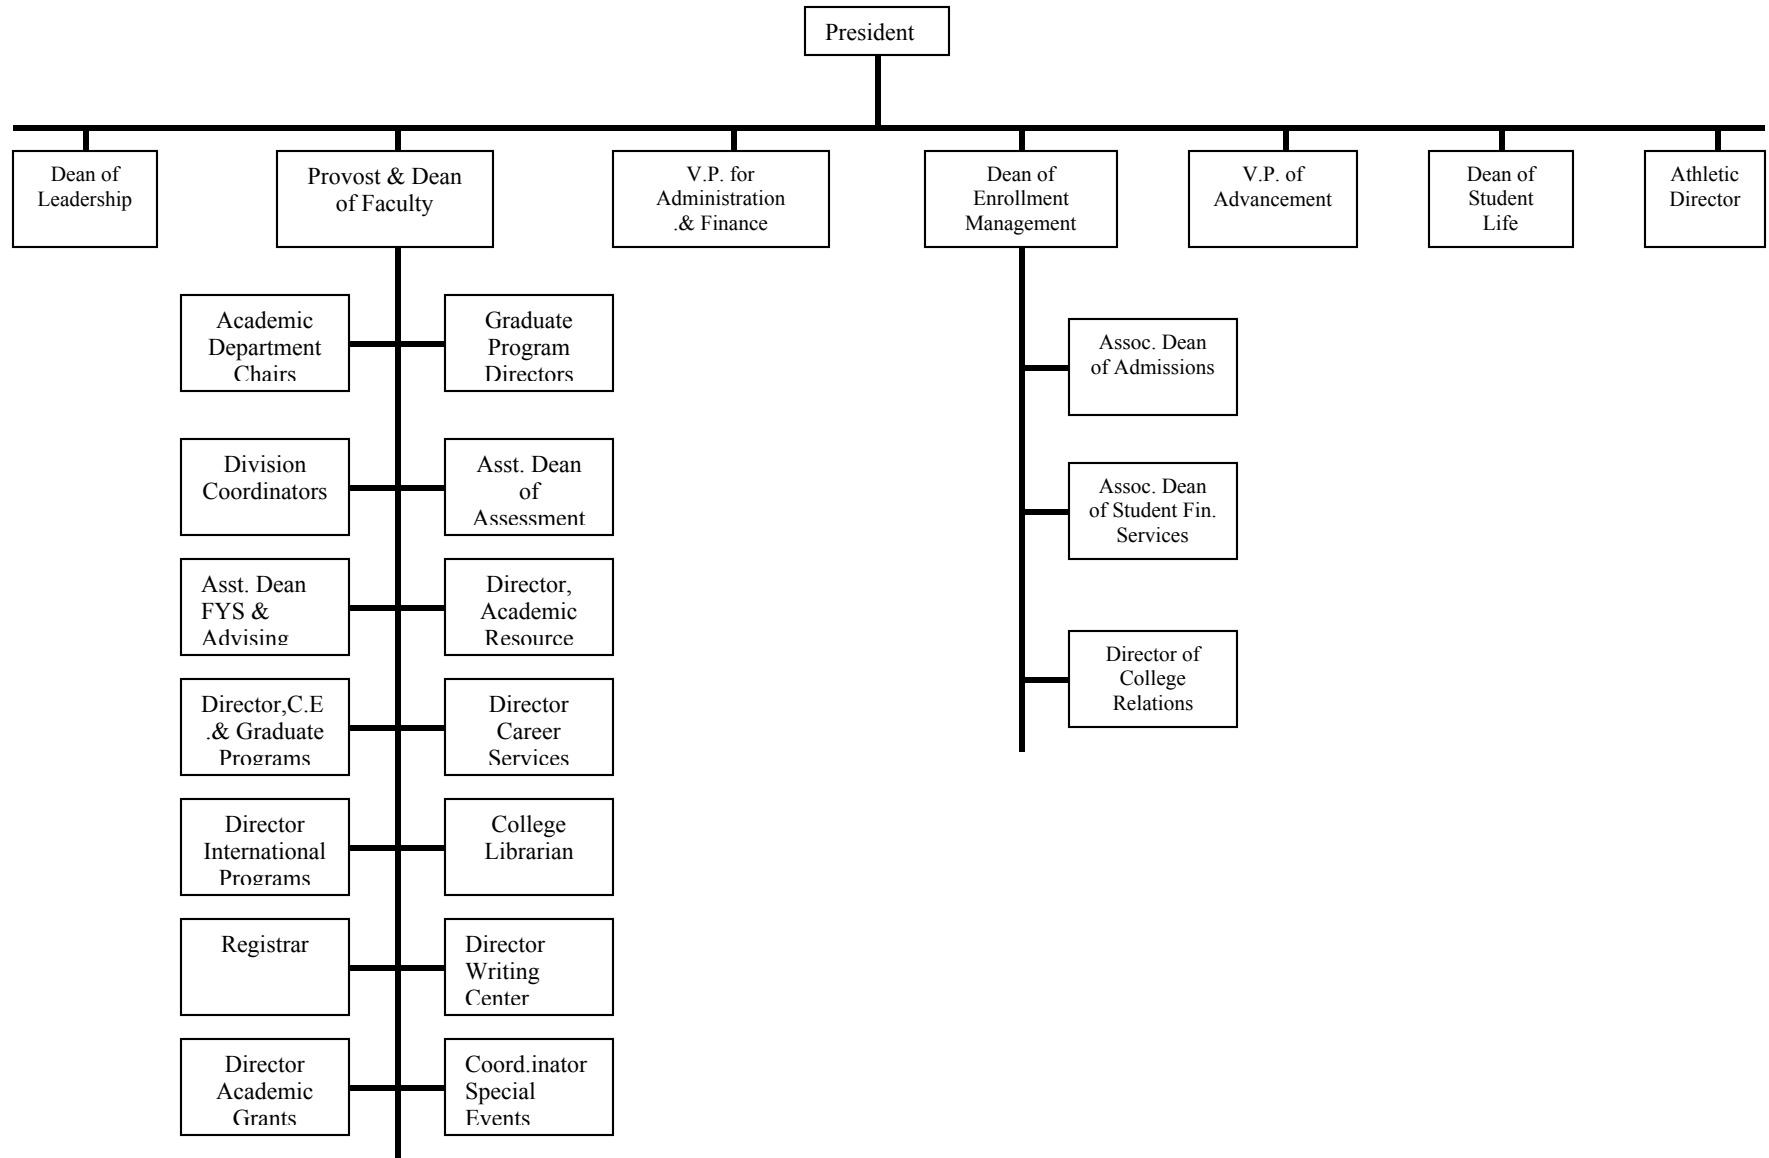 President
Dean of
Leadership
Provost & Dean
of Faculty
V.P. for
Administration
.& Finance
Dean of
Enrollment
Management
V.P. of
Advancement
Dean of
Student
Life
Athletic
Director
Academic
Department
Chairs
Graduate
Program
Directors
Assoc. Dean
of Admissions
Division
Coordinators
Asst. Dean
of
Assessment
Assoc. Dean
of Student Fin.
Services
Asst. Dean
FYS &
Advising
Director,
Academic
Resource
Director of
College
Relations
Director,C.E
.& Graduate
Programs
Director
Career
Services
Director
International
Programs
College
Librarian
Registrar
Director
Writing
Center
Director
Academic
Grants
Coord.inator
Special
Events